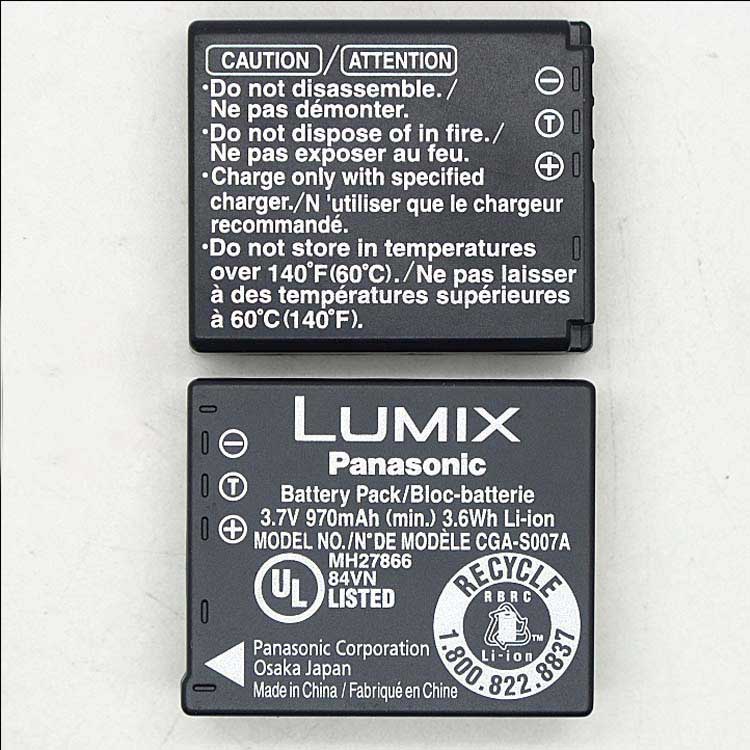 CAUTION / ATTENTION
•Do not disassemble./
Ne pas démonter.
•Do not dispose of in fire./
Ne pas exposer au feu.
•Charge only with specified
charger./N 'utiliser que le chargeur
recommandé.
•Do not store in temperatures
over 140°F(60°C)./Ne pas laisser
à des températures supérieures
à 60°C(140°F).
−
T
+
LUMIX
Panasonic
Battery Pack/Bloc-batterie
3.7V 970mAh (min.) 3.6Wh Li-ion
MODEL NO./N°DE MODÈLE CGA-S007A
−
T
+
MH27866
84VN
UL LISTED
RECYCLE
RBRC
TM
Li-ion
1.800.822.8837
Panasonic Corporation
Osaka Japan
Made in China / Fabriqué en Chine